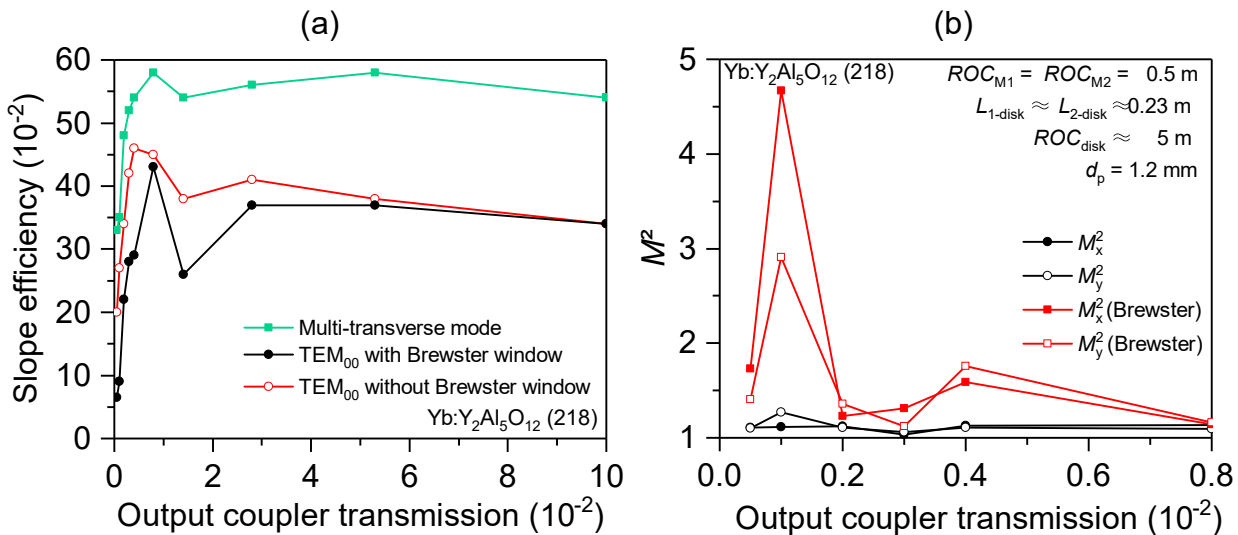 (a)
60
50
40
30
20
10
0
Slope efficiency (10⁻²)
Multi-transverse mode
TEM₀₀ with Brewster window
TEM₀₀ without Brewster window
Yb:Y₂Al₅O₁₂ (218)
0 2 4 6 8 10
Output coupler transmission (10⁻²)
(b)
5
4
3
2
1
M²
Yb:Y₂Al₅O₁₂ (218)
ROC_M1 = ROC_M2 = 0.5 m
L_1-disk ≈ L_2-disk ≈0.23 m
ROC_disk ≈ 5 m
d_p = 1.2 mm
M²_x
M²_y
M²_x (Brewster)
M²_y (Brewster)
0.0 0.2 0.4 0.6 0.8
Output coupler transmission (10⁻²)